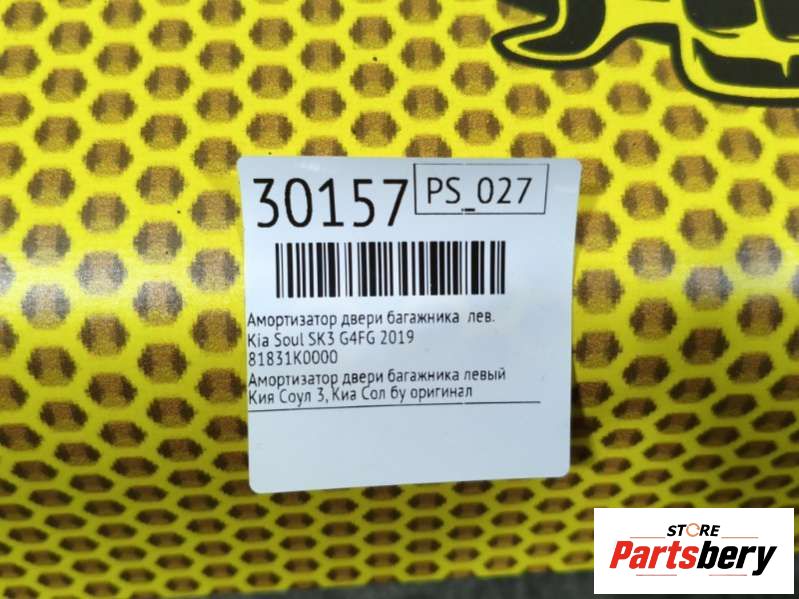 30157
PS_027
Амортизатор двери багажника лев.
Kia Soul SK3 G4FG 2019
81831K0000
Амортизатор двери багажника левый
Кия Соул 3, Киа Сол бу оригинал
STORE
Partsbery